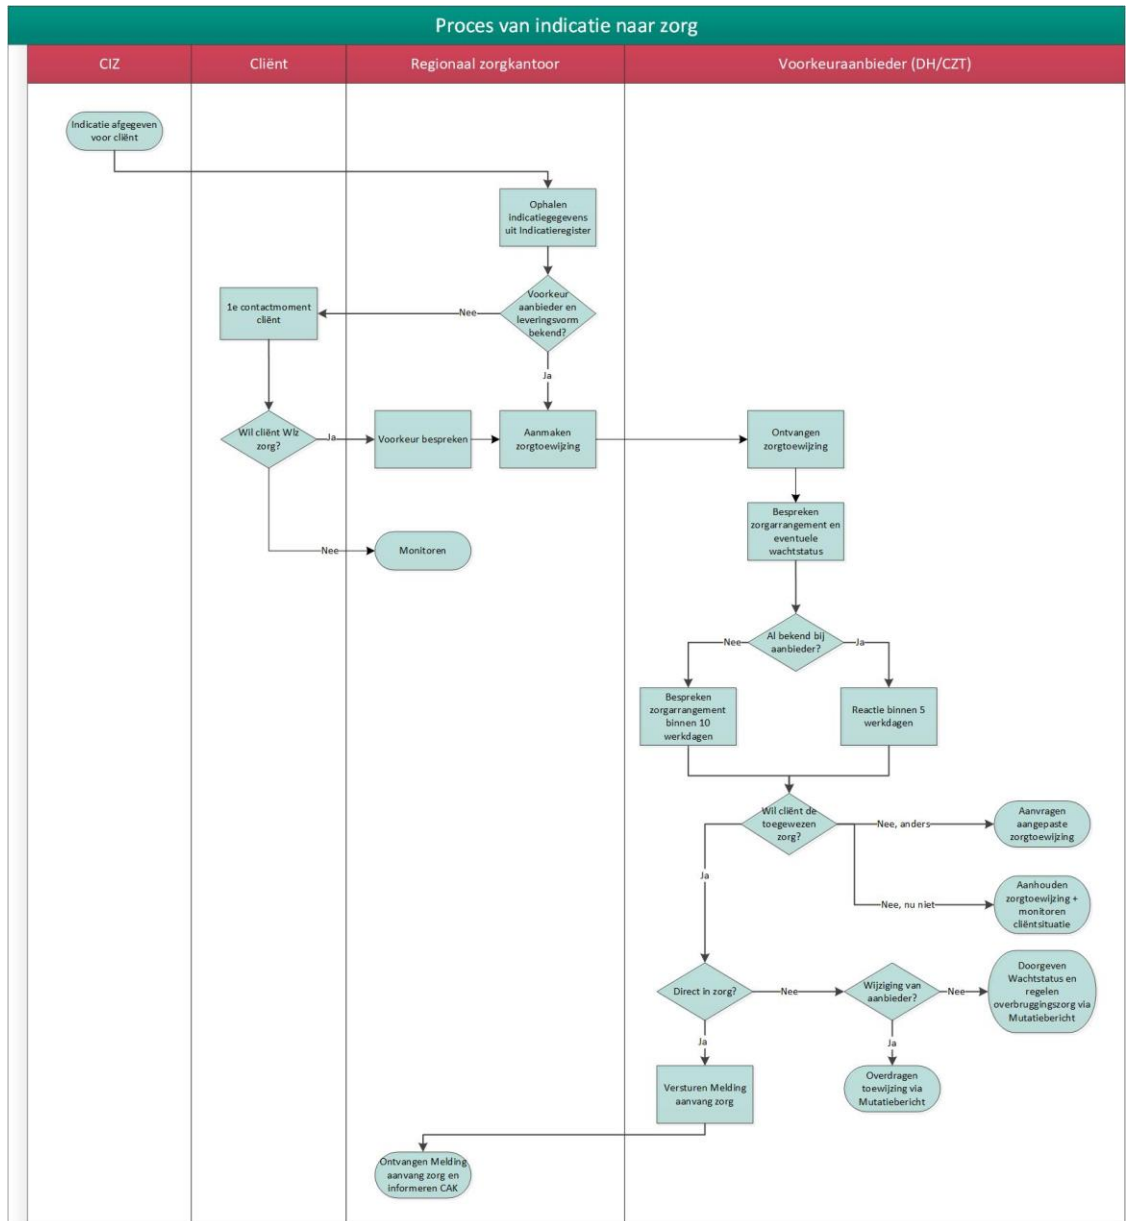 Proces van indicatie naar zorg
CIZ
Cliënt
Regionaal zorgkantoor
Voorkeuraanbieder (DH/CZT)
Indicatie afgegeven
voor cliënt
Ophalen
indicatiegegevens
uit Indicatieregister
Voorkeur
aanbieder en
leveringsvorm
bekend?
Nee
1e contactmoment
cliënt
Ja
Wil cliënt Wlz
zorg?
Ja
Voorkeur bespreken
Aanmaken
zorgtoewijzing
Ontvangen
zorgtoewijzing
Nee
Monitoren
Bespreken
zorgarrangement en
eventuele
wachtstatus
Al bekend bij
aanbieder?
Nee
Ja
Bespreken
zorgarrangement
binnen 10
werkdagen
Reactie binnen 5
werkdagen
Wil cliënt de
toegewezen
zorg?
Nee, anders
Aanvragen
aangepaste
zorgtoewijzing
Nee, nu niet
Aanhouden
zorgtoewijzing +
monitoren
cliëntsituatie
Ja
Direct in zorg?
Nee
Wijziging van
aanbieder?
Nee
Doorgeven
Wachtstatus en
regelen
overbruggingszorg via
Mutatiebericht
Ja
Ja
Versturen Melding
aanvang zorg
Overdragen
toewijzing via
Mutatiebericht
Ontvangen Melding
aanvang zorg en
informeren CAK